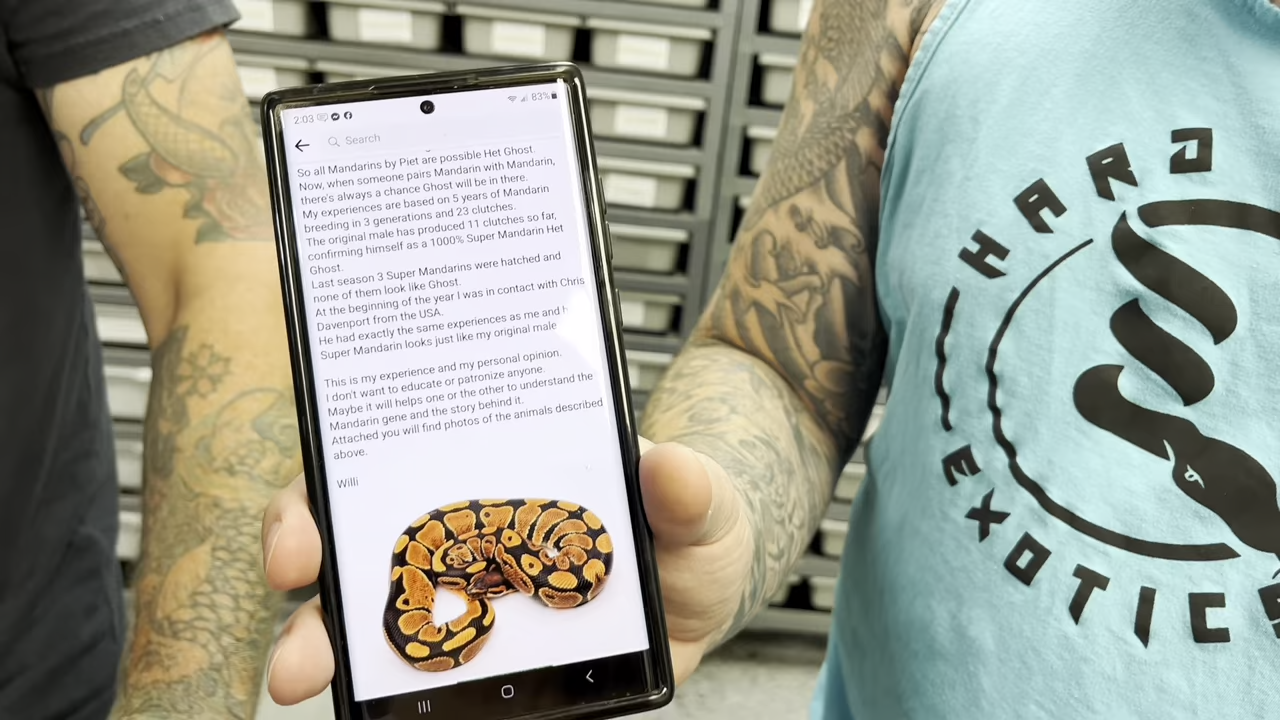 2:03
83%
Search
So all Mandarins by Piet are possible Het Ghost.
Now, when someone pairs Mandarin with Mandarin,
there's always a chance Ghost will be in there.
My experiences are based on 5 years of Mandarin
breeding in 3 generations and 23 clutches.
The original male has produced 11 clutches so far,
confirming himself as a 1000% Super Mandarin Het
Ghost.
Last season 3 Super Mandarins were hatched and
none of them look like Ghost.
At the beginning of the year I was in contact with Chris
Davenport from the USA.
He had exactly the same experiences as me and
Super Mandarin looks just like my original male
This is my experience and my personal opinion.
I don't want to educate or patronize anyone.
Maybe it will helps one or the other to understand the
Mandarin gene and the story behind it.
Attached you will find photos of the animals described
above.
Willi
HARD
EXOTICS